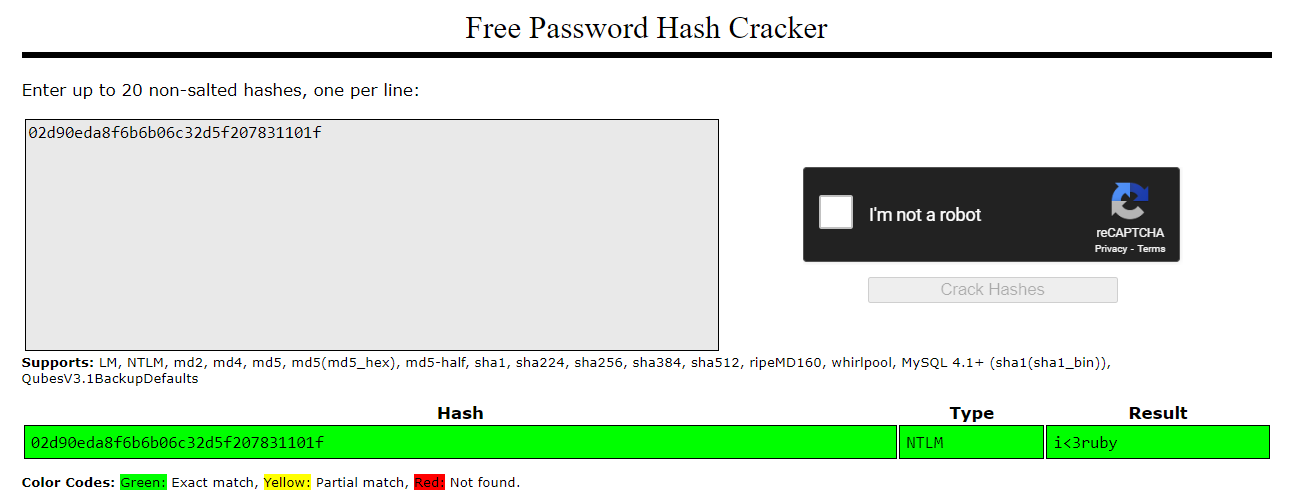 Free Password Hash Cracker
Enter up to 20 non-salted hashes, one per line:
02d90eda8f6b6b06c32d5f207831101f
I'm not a robot
reCAPTCHA
Privacy - Terms
Crack Hashes
Supports: LM, NTLM, md2, md4, md5, md5(md5_hex), md5-half, sha1, sha224, sha256, sha384, sha512, ripeMD160, whirlpool, MySQL 4.1+ (sha1(sha1_bin)),
QubesV3.1BackupDefaults
Hash Type Result
02d90eda8f6b6b06c32d5f207831101f NTLM i<3ruby
Color Codes: Green: Exact match, Yellow: Partial match, Red: Not found.